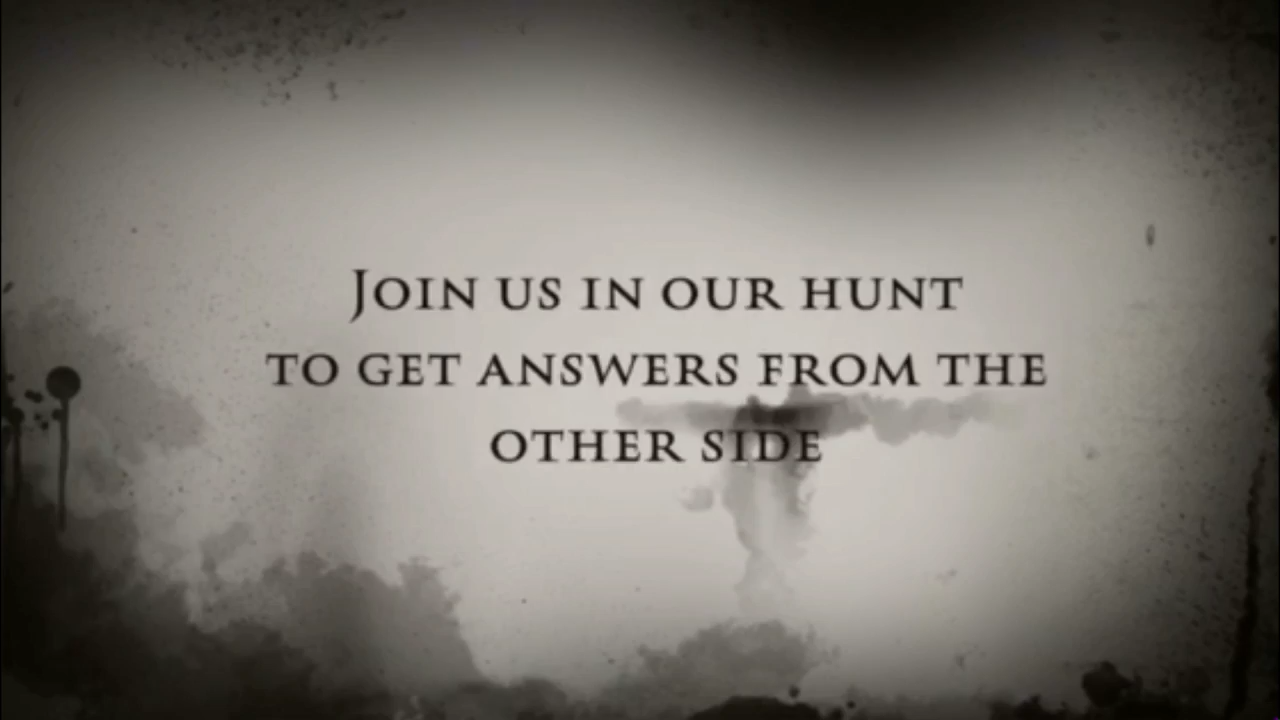 Join us in our hunt
to get answers from the
other side